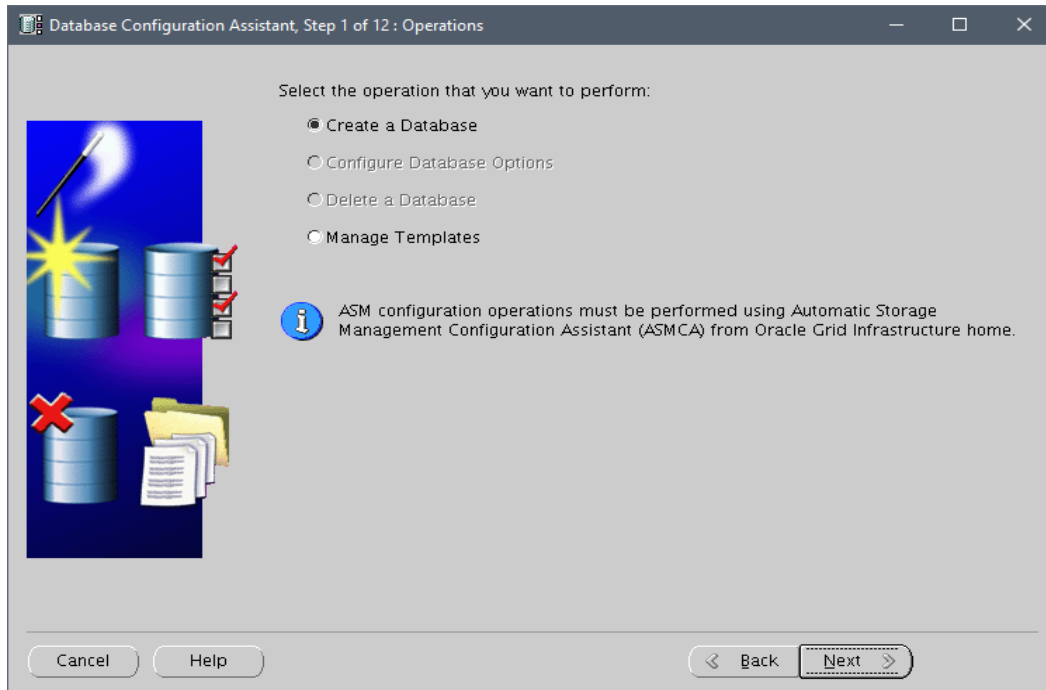 Database Configuration Assistant, Step 1 of 12 : Operations
Select the operation that you want to perform:
Create a Database
Configure Database Options
Delete a Database
Manage Templates
ASM configuration operations must be performed using Automatic Storage
Management Configuration Assistant (ASMCA) from Oracle Grid Infrastructure home.
Cancel
Help
Back
Next